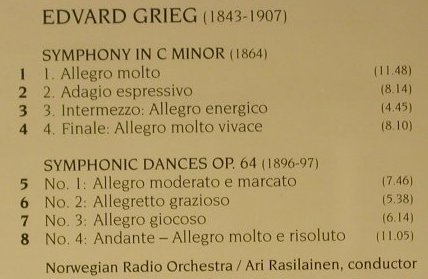 EDVARD GRIEG (1843-1907)
SYMPHONY IN C MINOR (1864)
1 1. Allegro molto (11.48)
2 2. Adagio espressivo (8.14)
3 3. Intermezzo: Allegro energico (4.45)
4 4. Finale: Allegro molto vivace (8.10)
SYMPHONIC DANCES OP. 64 (1896-97)
5 No. 1: Allegro moderato e marcato (7.46)
6 No. 2: Allegretto grazioso (5.38)
7 No. 3: Allegro giocoso (6.14)
8 No. 4: Andante – Allegro molto e risoluto (11.05)
Norwegian Radio Orchestra / Ari Rasilainen, conductor